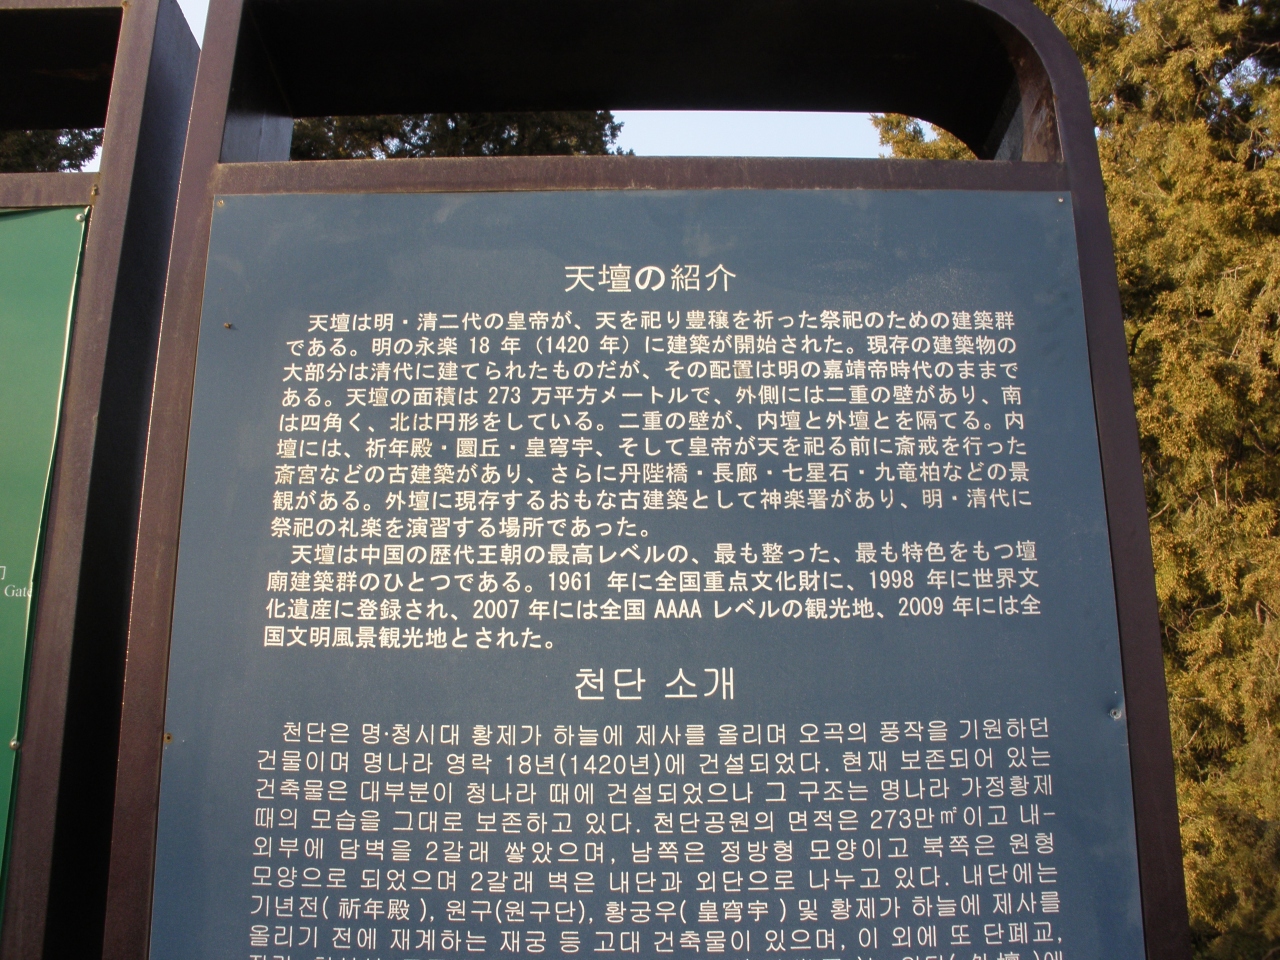 Gate
天壇の紹介
天壇は明・清二代の皇帝が、天を祀り豊穣を祈った祭祀のための建築群
である。明の永楽 18 年（1420 年）に建築が開始された。現存の建築物の
大部分は清代に建てられたものだが、その配置は明の嘉靖帝時代のままで
ある。天壇の面積は 273 万平方メートルで、外側には二重の壁があり、南
は四角く、北は円形をしている。二重の壁が、内壇と外壇とを隔てる。内
壇には、祈年殿・圜丘・皇穹宇、そして皇帝が天を祀る前に斎戒を行った
斎宮などの古建築があり、さらに丹陛橋・長廊・七星石・九竜柏などの景
観がある。外壇に現存するおもな古建築として神楽署があり、明・清代に
祭祀の礼楽を演習する場所であった。
天壇は中国の歴代王朝の最高レベルの、最も整った、最も特色をもつ壇
廟建築群のひとつである。1961 年に全国重点文化財に、1998 年に世界文
化遺産に登録され、2007 年には全国 AAAA レベルの観光地、2009 年には全
国文明風景観光地とされた。
천단 소개
천단은 명·청시대 황제가 하늘에 제사를 올리며 오곡의 풍작을 기원하던
건물이며 명나라 영락 18년(1420년)에 건설되었다. 현재 보존되어 있는
건축물은 대부분이 청나라 때에 건설되었으나 그 구조는 명나라 가정황제
때의 모습을 그대로 보존하고 있다. 천단공원의 면적은 273만㎡이고 내-
외부에 담벽을 2갈래 쌓았으며, 남쪽은 정방형 모양이고 북쪽은 원형
모양으로 되었으며 2갈래 벽은 내단과 외단으로 나누고 있다. 내단에는
기년전( 祈年殿 ), 원구(원구단), 황궁우( 皇穹宇 ) 및 황제가 하늘에 제사를
올리기 전에 재계하는 재궁 등 고대 건축물이 있으며, 이 외에 또 단폐교,